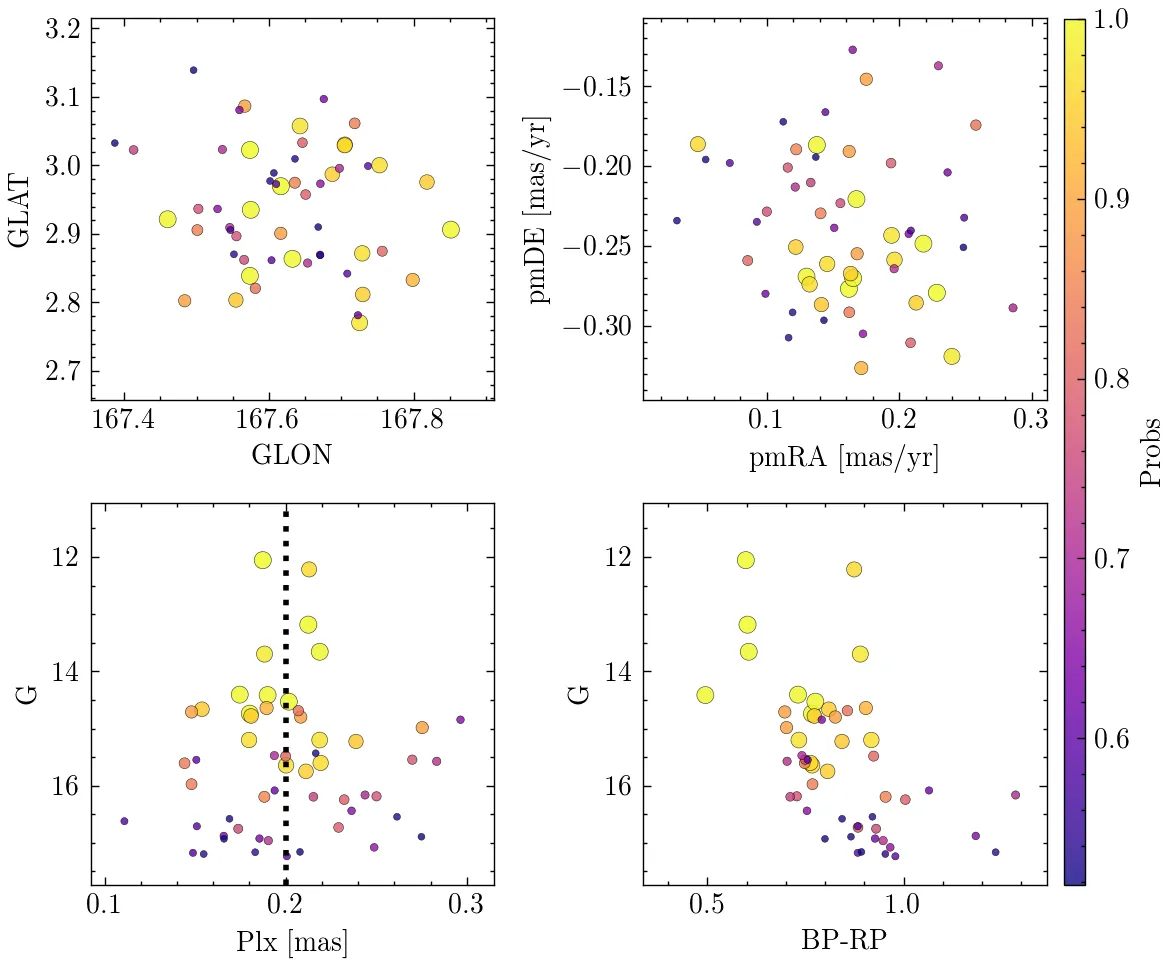 3.2
3.1
3.0
2.9
2.8
2.7
GLAT
167.4 167.6 167.8
GLON
−0.15
−0.20
−0.25
−0.30
pmDE [mas/yr]
0.1 0.2 0.3
pmRA [mas/yr]
12
14
16
G
0.1 0.2 0.3
Plx [mas]
12
14
16
G
0.5 1.0
BP-RP
1.0
0.9
0.8
0.7
0.6
Probs